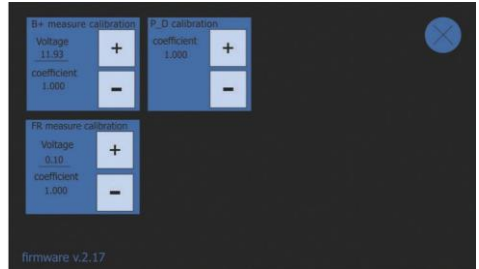 B+ measure calibration
Voltage
11.93
coefficient
1.000
+
-
P_D calibration
coefficient
1.000
+
-
FR measure calibration
Voltage
0.10
coefficient
1.000
+
-
firmware v.2.17